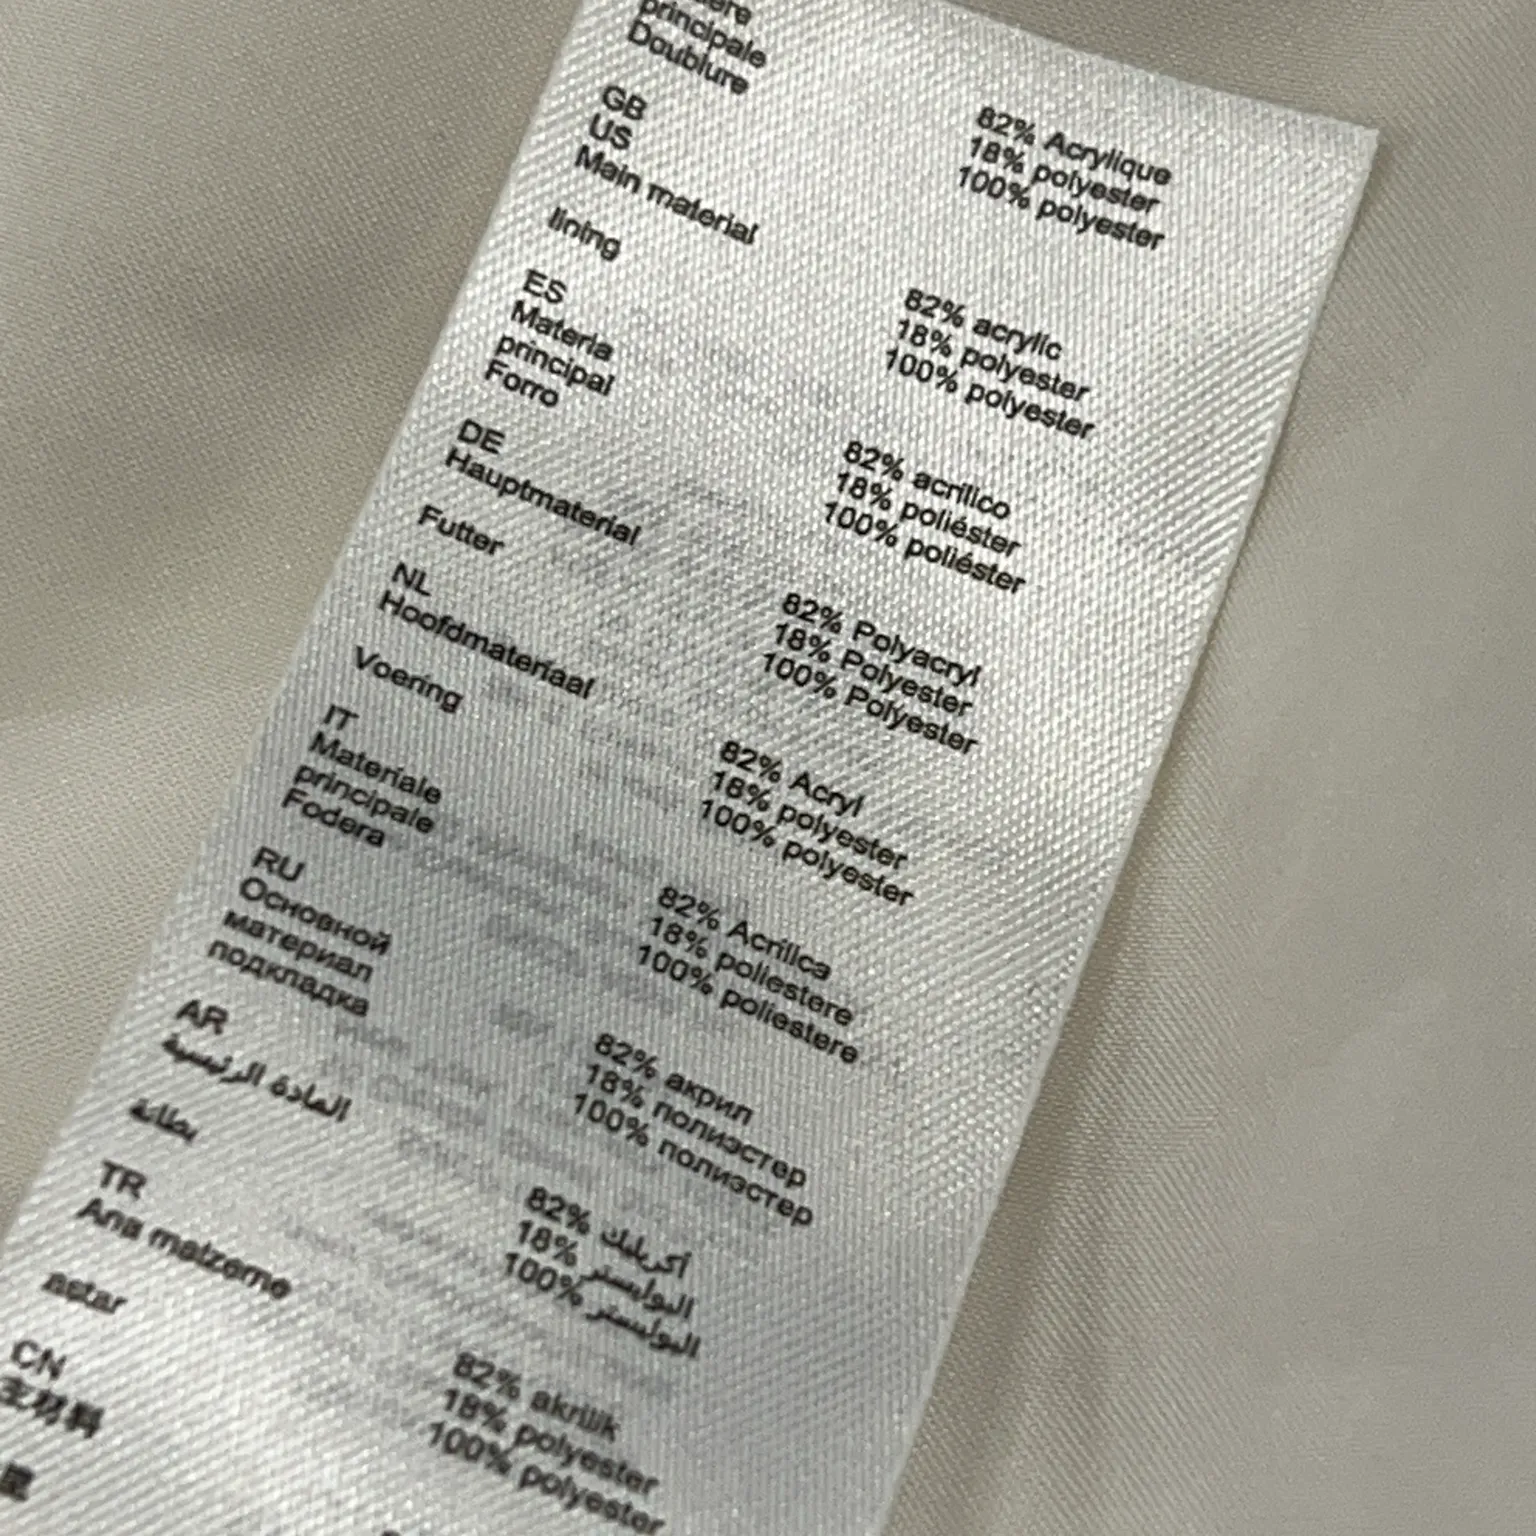 principale
Doublure
82% Acrylique
18% polyester
100% polyester
GB
US
Main material
lining
82% acrylic
18% polyester
100% polyester
ES
Materia
principal
Forro
82% acrílico
18% poliéster
100% poliéster
DE
Hauptmaterial
Futter
82% Polyacryl
18% Polyester
100% Polyester
NL
Hoofdmateriaal
Voering
82% Acryl
18% polyester
100% polyester
IT
Materiale
principale
Fodera
82% Acrilica
18% poliestere
100% poliestere
RU
Основной
материал
подкладка
82% акрил
18% полиэстер
100% полиэстер
AR
المادة الرئيسية
بطانة
82% أكريليك
18% البوليستر
100% البوليستر
TR
Ana malzeme
astar
82% akrilik
18% polyester
100% polyester
CN
主材料